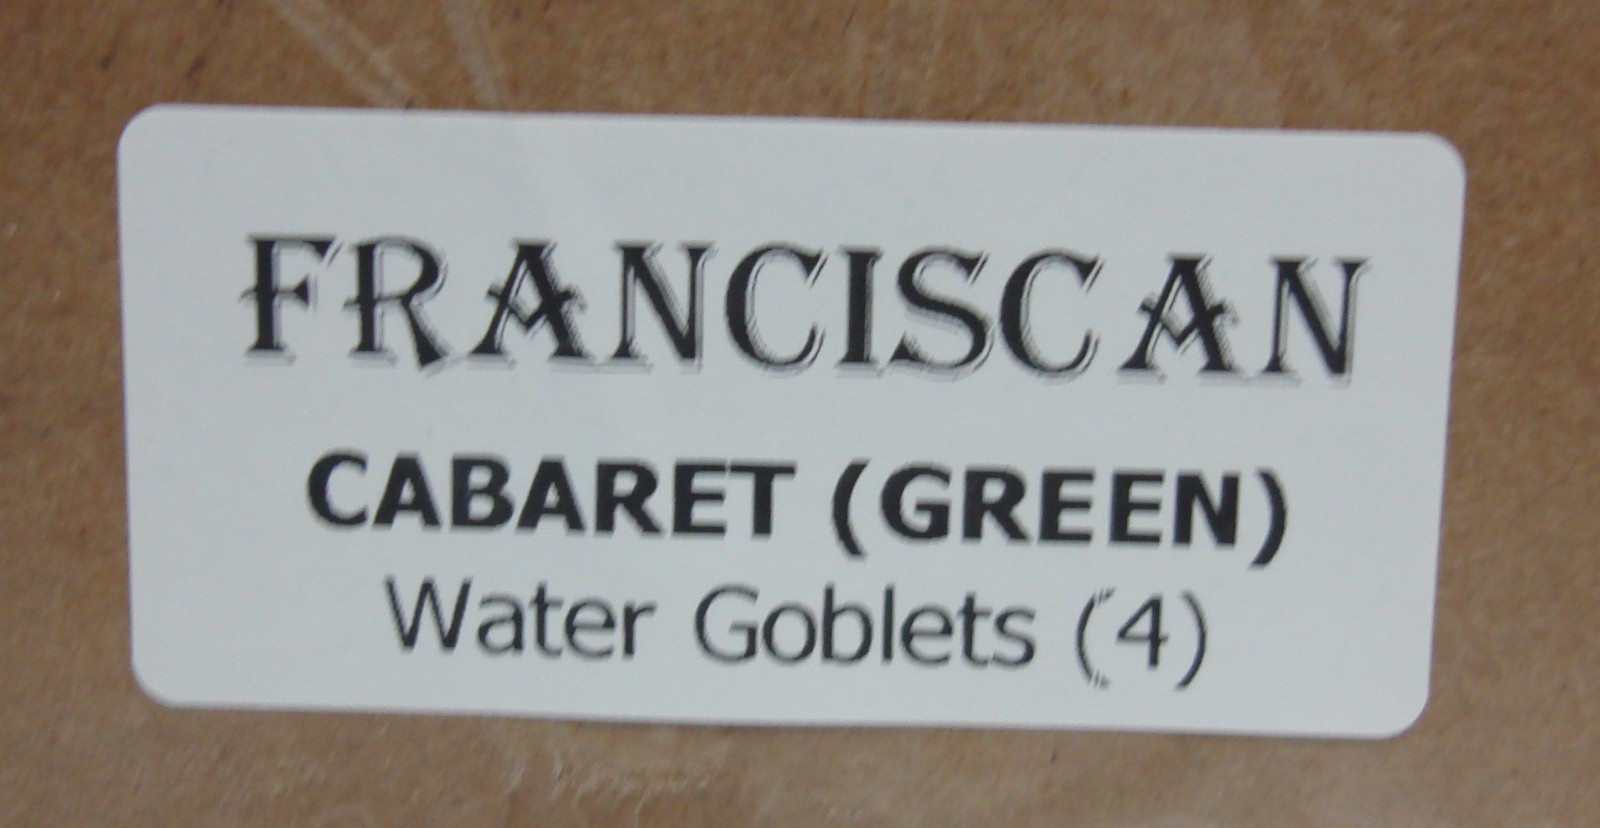 FRANCISCAN
CABARET (GREEN)
Water Goblets (4)